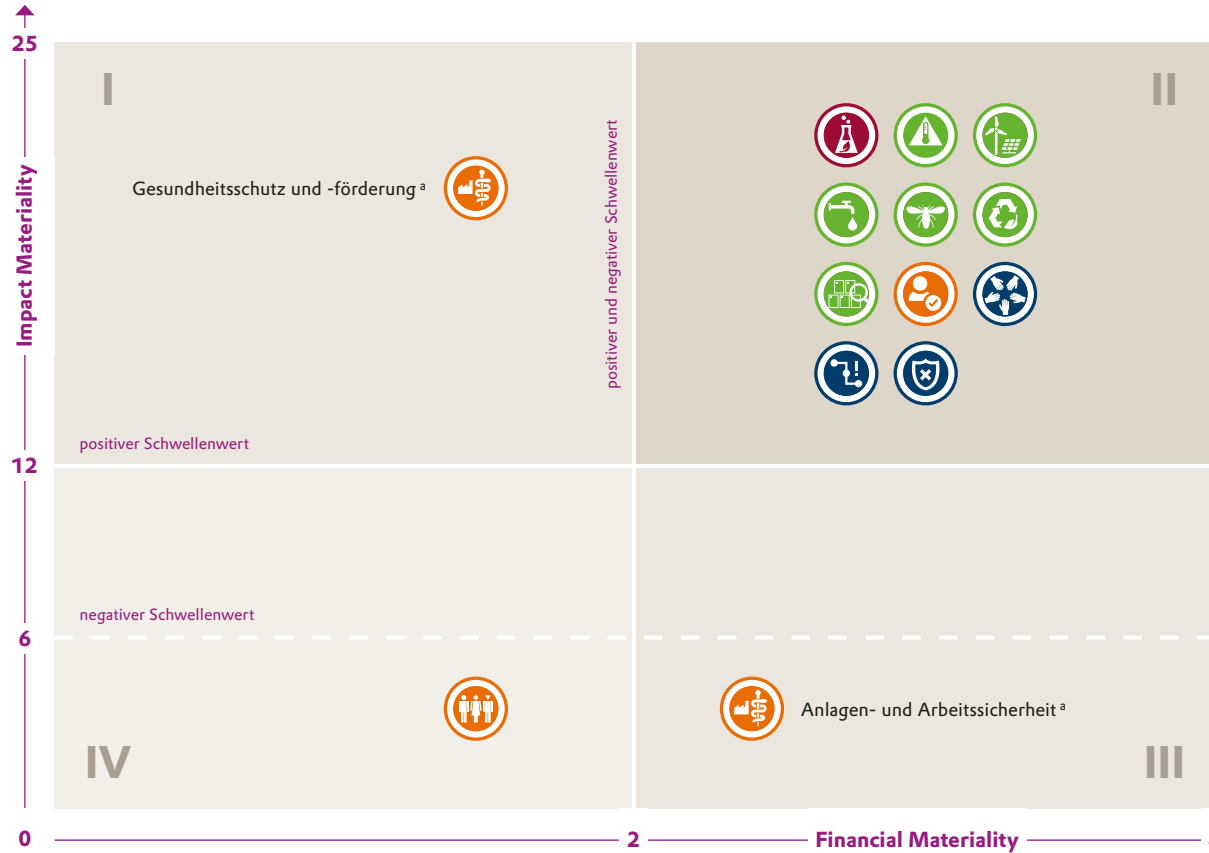 25
I
II
Gesundheitsschutz und -förderung a
positiver und negativer Schwellenwert
Impact Materiality
positiver Schwellenwert
12
negativer Schwellenwert
6
Anlagen- und Arbeitssicherheit a
IV
III
0
2
Financial Materiality